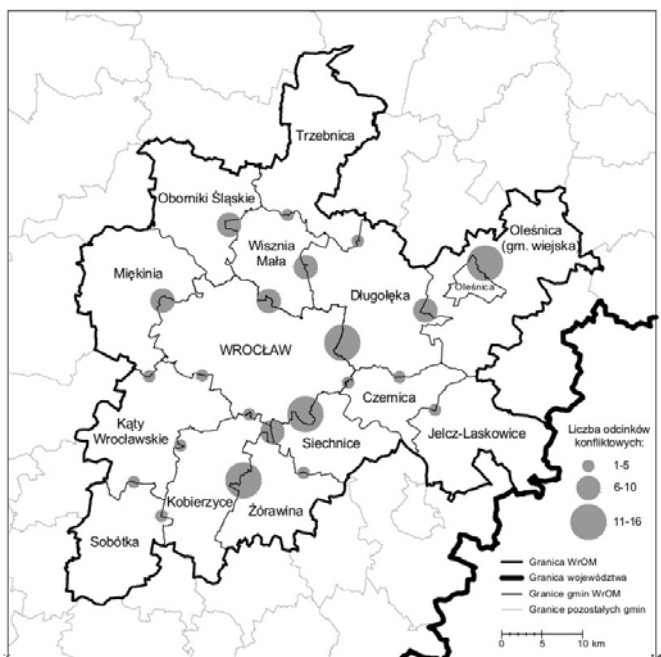 Trzebnica
Oborniki Śląskie
Oleśnica
(gm. wiejska)
Wisznia
Mała
Miękinia
Oleśnica
Długołęka
WROCŁAW
Czernica
Kąty
Wrocławskie
Siechnice
Jelcz-Laskowice
Kobierzyce
Żórawina
Sobótka
Liczba odcinków
konfliktowych:
1-5
6-10
11-16
Granica WrOM
Granica województwa
Granice gmin WrOM
Granice pozostałych gmin
0 5 10 km